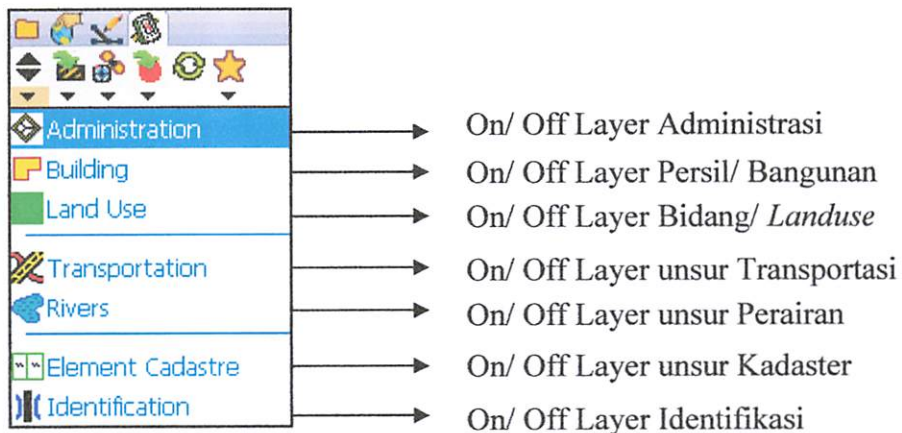 Administration On/ Off Layer Administrasi
Building On/ Off Layer Persil/ Bangunan
Land Use On/ Off Layer Bidang/ Landuse
Transportation On/ Off Layer unsur Transportasi
Rivers On/ Off Layer unsur Perairan
Element Cadastre On/ Off Layer unsur Kadaster
Identification On/ Off Layer Identifikasi